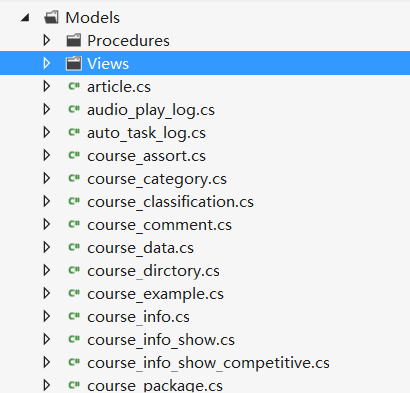 Models
Procedures
Views
C# article.cs
C# audio_play_log.cs
C# auto_task_log.cs
C# course_assort.cs
C# course_category.cs
C# course_classification.cs
C# course_comment.cs
C# course_data.cs
C# course_dirctory.cs
C# course_example.cs
C# course_info.cs
C# course_info_show.cs
C# course_info_show_competitive.cs
C# course_package.cs